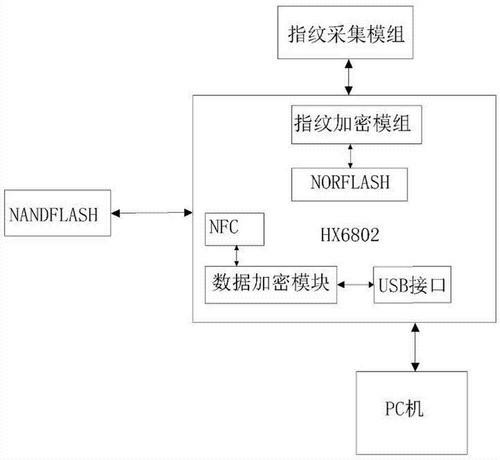 指纹采集模组
指纹加密模组
NORFLASH
NANDFLASH
NFC
HX6802
数据加密模块
USB接口
PC机